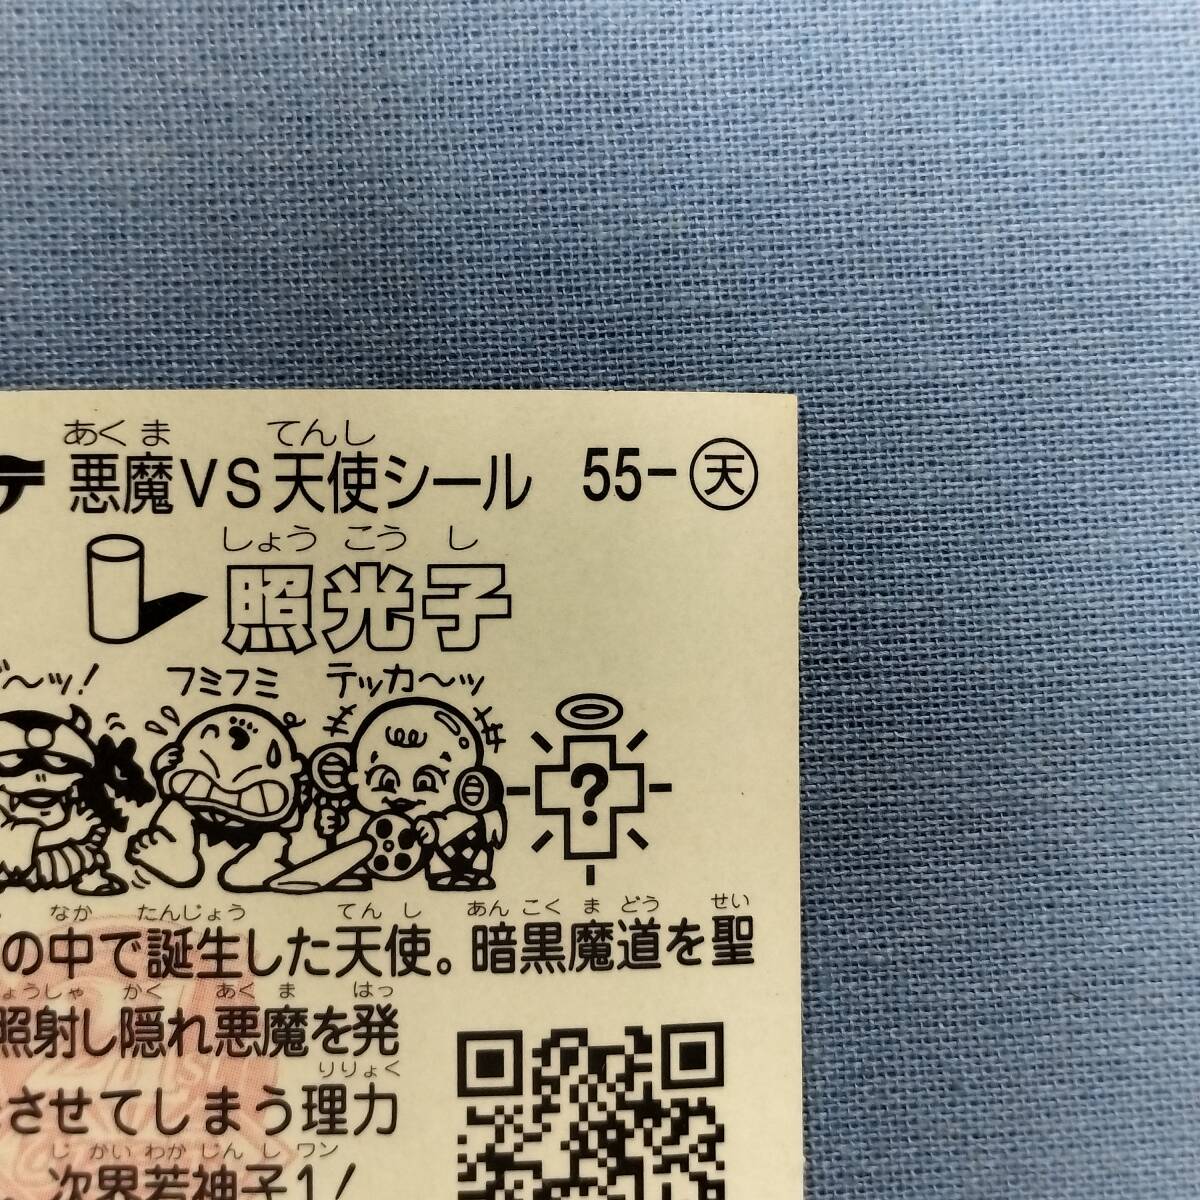 あくま てんし
悪魔VS天使シール 55-天
しょうこうし
照光子
〜ッ! フミフミ テッカ〜ッ
?
なか たんじょう てんし あんこくまどう せい
の中で誕生した天使。暗黒魔道を聖
ょうしゃ かく あくま はっ
照射し隠れ悪魔を発
りりょく
させてしまう理力
じかいわかじんし ワン
次界若神子1!